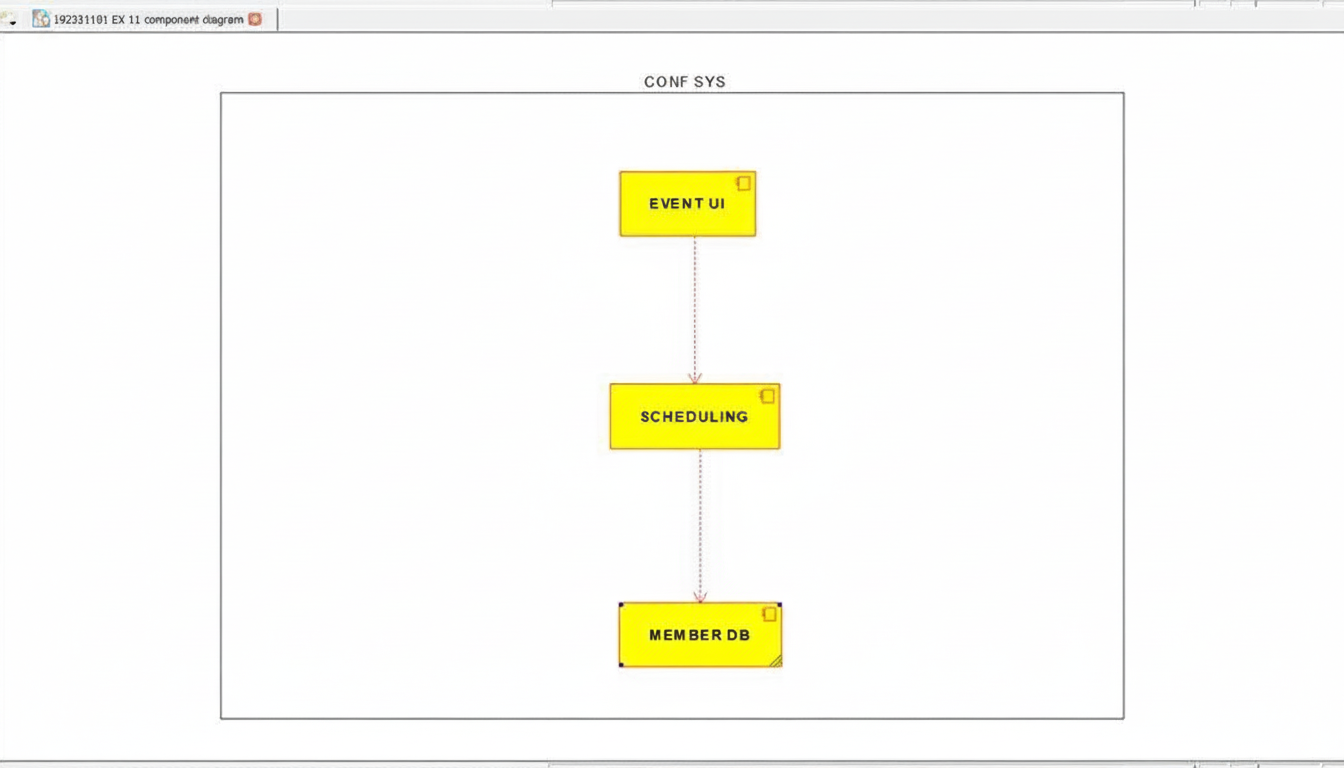 192331101 EX 11 component diagram
CONF SYS
EVENT UI
SCHEDULING
MEMBER DB